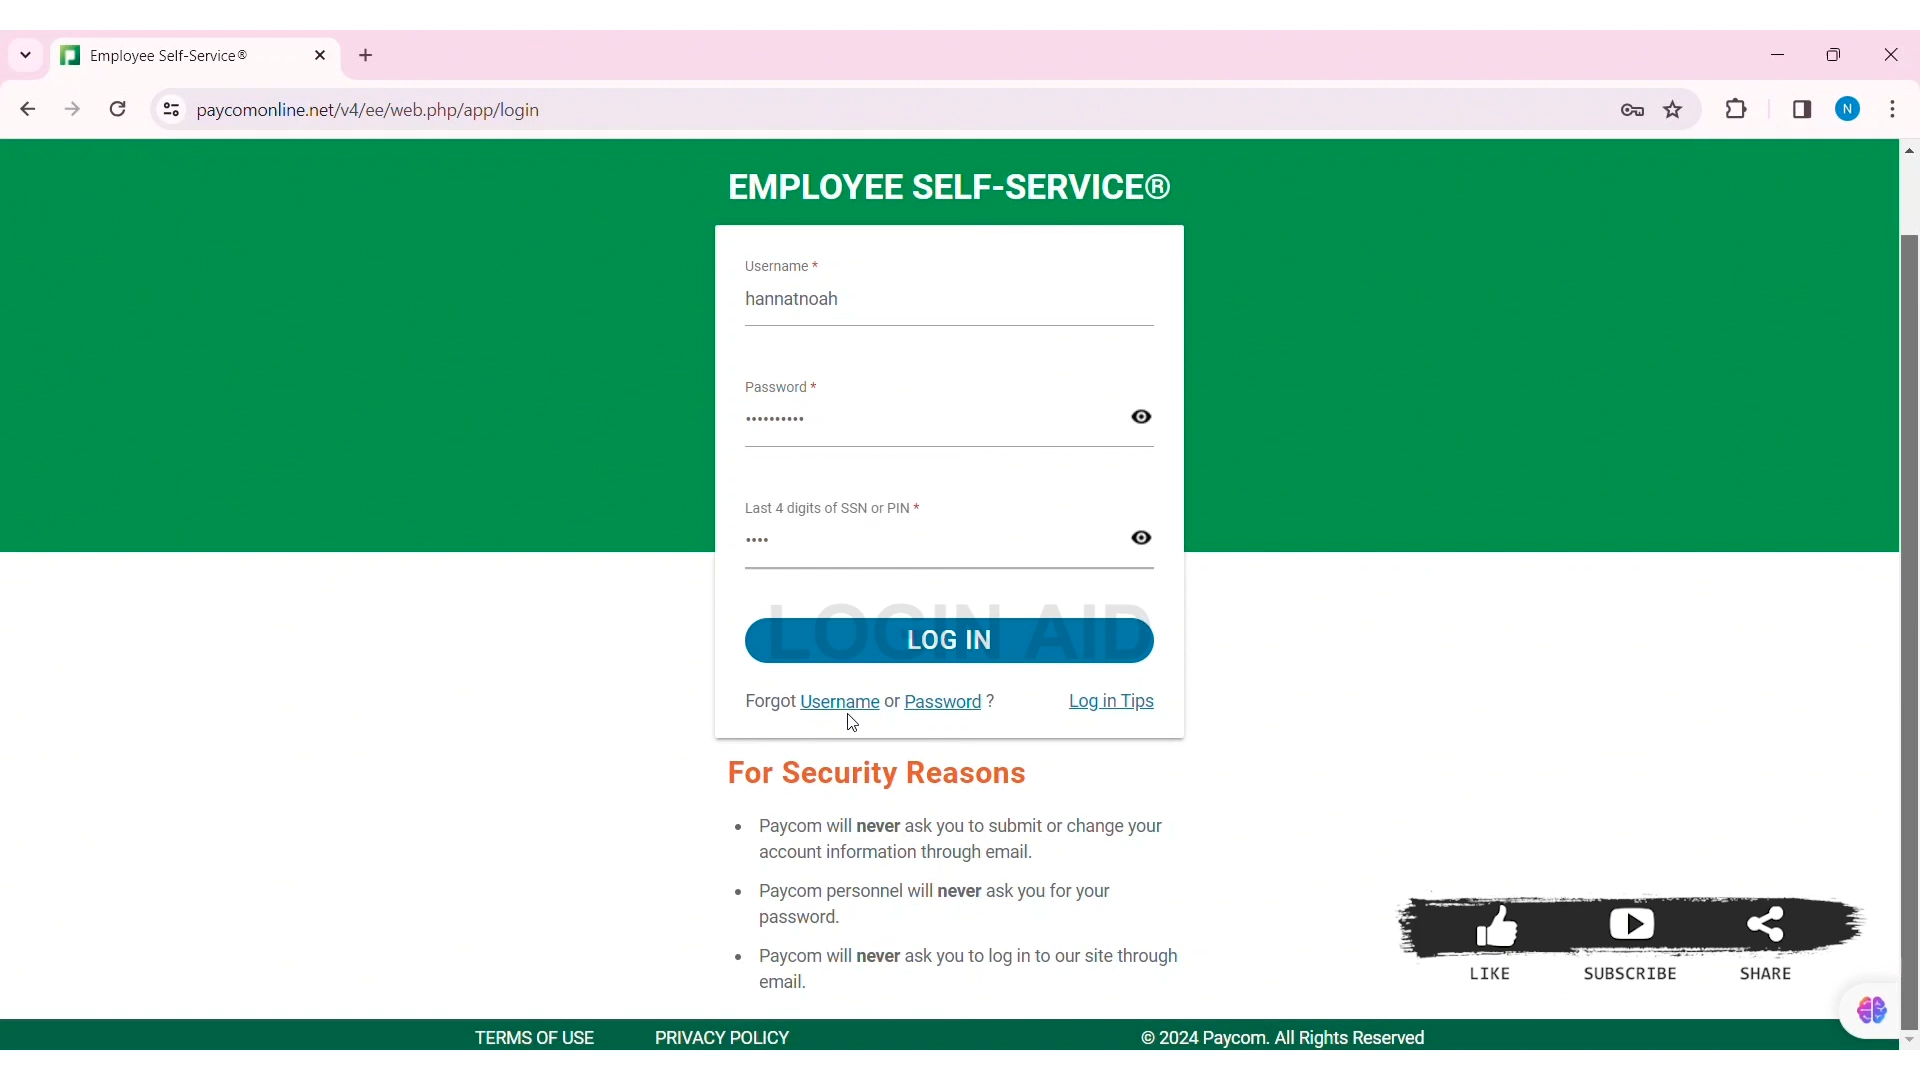 Employee Self-Service®
paycomonline.net/v4/ee/web.php/app/login
N
EMPLOYEE SELF-SERVICE®
Username *
hannatnoah
Password *
••••••••••
Last 4 digits of SSN or PIN *
••••
LOGIN AID
LOG IN
Forgot Username or Password ?
Log in Tips
For Security Reasons
• Paycom will never ask you to submit or change your
account information through email.
• Paycom personnel will never ask you for your
password.
• Paycom will never ask you to log in to our site through
email.
LIKE SUBSCRIBE SHARE
TERMS OF USE PRIVACY POLICY © 2024 Paycom. All Rights Reserved